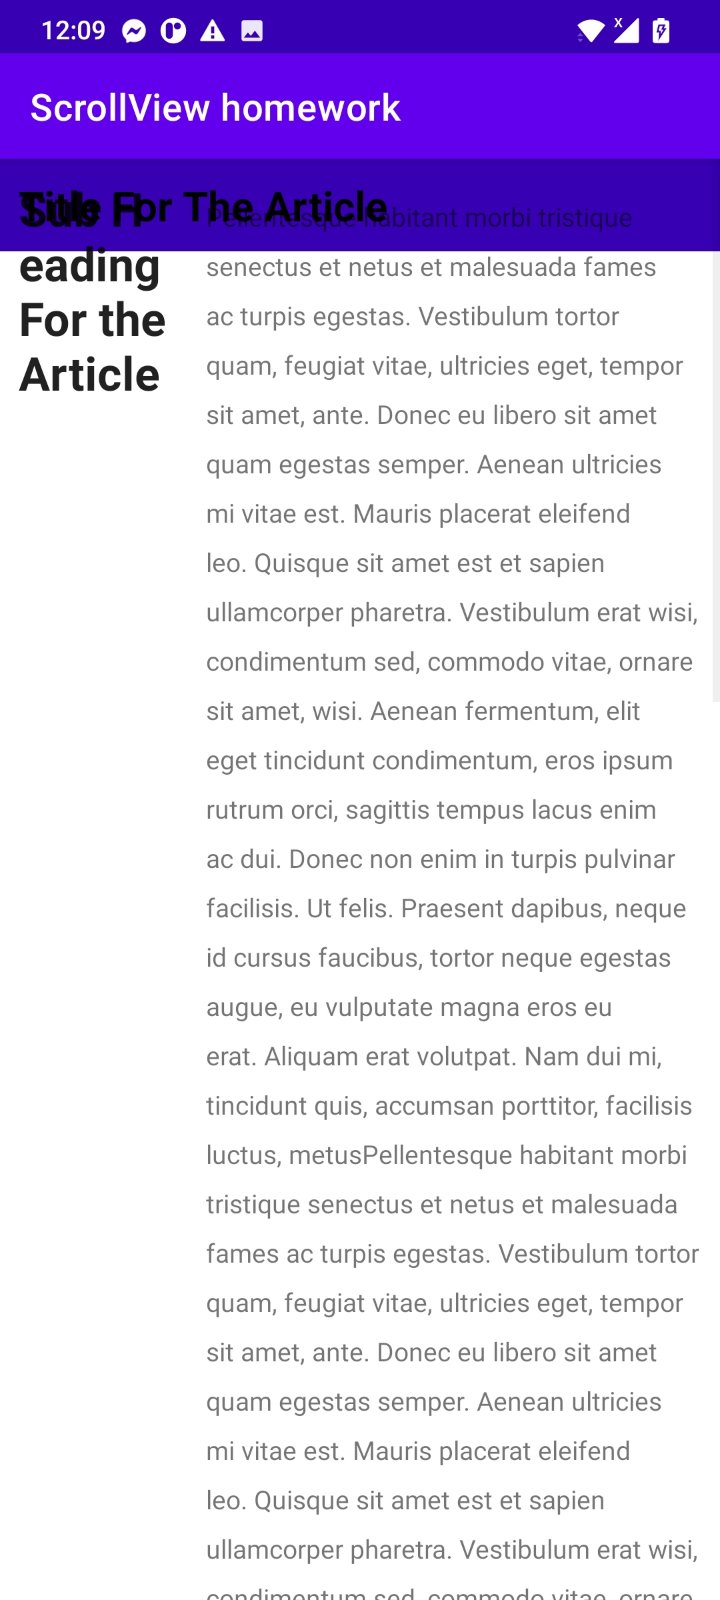 12:09
ScrollView homework
Title For The Article
Sub H
eading
For the
Article
Pellentesque habitant morbi tristique
senectus et netus et malesuada fames
ac turpis egestas. Vestibulum tortor
quam, feugiat vitae, ultricies eget, tempor
sit amet, ante. Donec eu libero sit amet
quam egestas semper. Aenean ultricies
mi vitae est. Mauris placerat eleifend
leo. Quisque sit amet est et sapien
ullamcorper pharetra. Vestibulum erat wisi,
condimentum sed, commodo vitae, ornare
sit amet, wisi. Aenean fermentum, elit
eget tincidunt condimentum, eros ipsum
rutrum orci, sagittis tempus lacus enim
ac dui. Donec non enim in turpis pulvinar
facilisis. Ut felis. Praesent dapibus, neque
id cursus faucibus, tortor neque egestas
augue, eu vulputate magna eros eu
erat. Aliquam erat volutpat. Nam dui mi,
tincidunt quis, accumsan porttitor, facilisis
luctus, metusPellentesque habitant morbi
tristique senectus et netus et malesuada
fames ac turpis egestas. Vestibulum tortor
quam, feugiat vitae, ultricies eget, tempor
sit amet, ante. Donec eu libero sit amet
quam egestas semper. Aenean ultricies
mi vitae est. Mauris placerat eleifend
leo. Quisque sit amet est et sapien
ullamcorper pharetra. Vestibulum erat wisi,
condimentum sed, commodo vitae, ornare